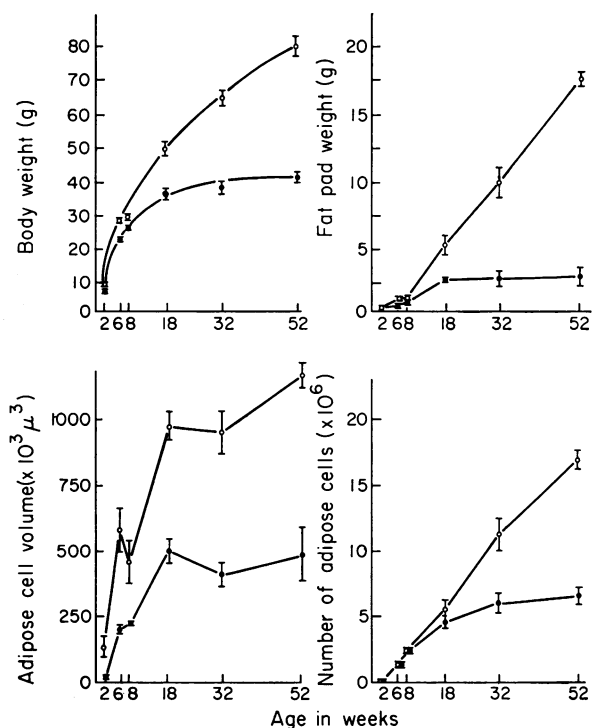 Body weight (g)
80
70
60
50
40
30
20
10
0
2 6 8 18 32 52
Fat pad weight (g)
20
15
10
5
0
2 6 8 18 32 52
Adipose cell volume(x 10³ μ³)
1000
750
500
250
0
2 6 8 18 32 52
Number of adipose cells (x10⁶)
20
15
10
5
0
2 6 8 18 32 52
Age in weeks